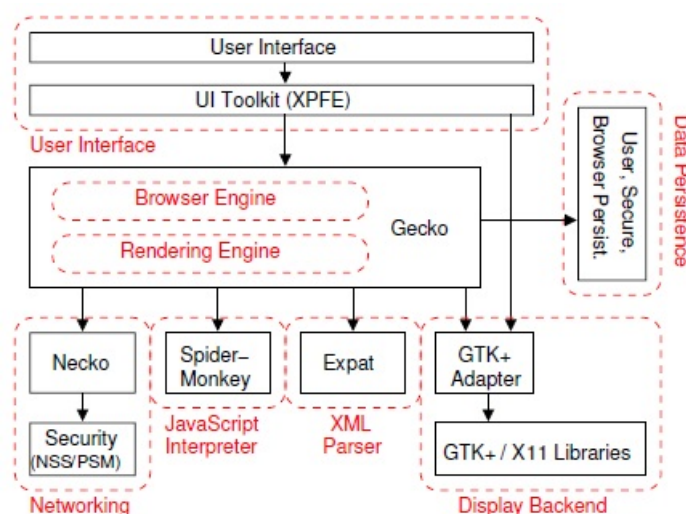 User Interface
UI Toolkit (XPFE)
User Interface
User, Secure,
Browser Persist.
Data Persistence
Browser Engine
Rendering Engine
Gecko
Necko
Spider–
Monkey
Expat
GTK+
Adapter
Security
(NSS/PSM)
JavaScript
Interpreter
XML
Parser
GTK+ / X11 Libraries
Networking
Display Backend